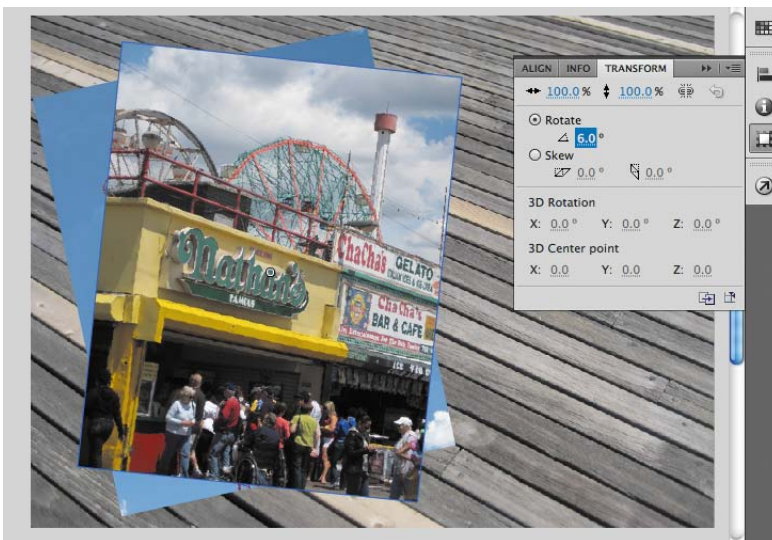 ALIGN INFO TRANSFORM
100.0 % 100.0 %
Rotate
6.0 °
Skew
0.0 ° 0.0 °
3D Rotation
X: 0.0 ° Y: 0.0 ° Z: 0.0 °
3D Center point
X: 0.0 Y: 0.0 Z: 0.0
Nathan's
FAMOUS
ChaCha's GELATO
Cha Cha's
BAR & CAFE